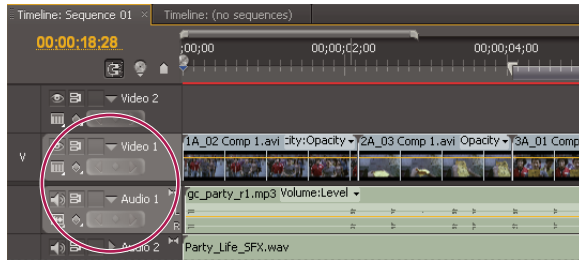 Timeline: Sequence 01 × Timeline: (no sequences)
00;00;18;28
;00;00 00;00;02;00 00;00;04;00
Video 2
V Video 1 1A_02 Comp 1.avi city:Opacity 2A_03 Comp 1.avi Opacity 3A_01 Comp
Audio 1 gc_party_r1.mp3 Volume:Level
L
R
Audio 2 Party_Life_SFX.wav